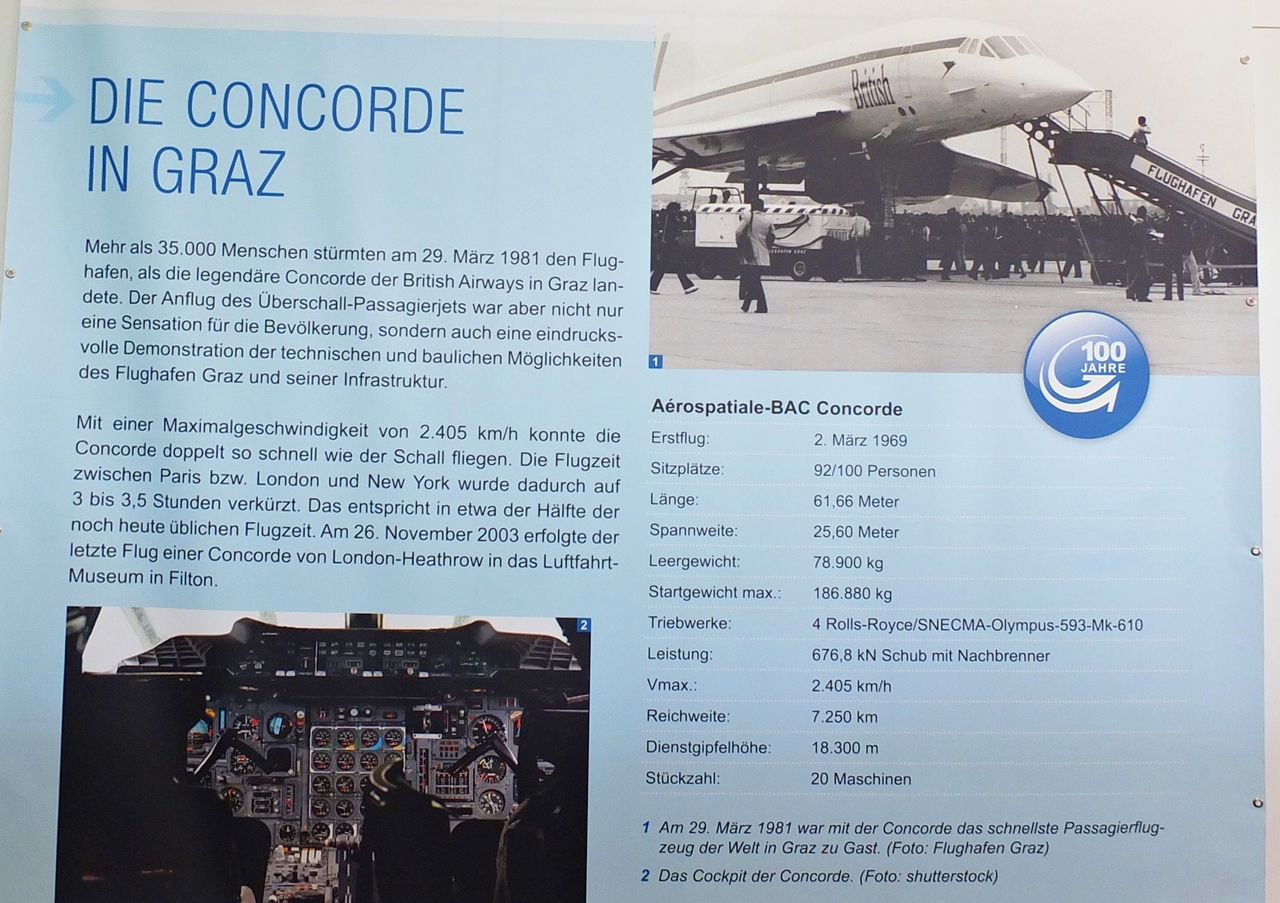 DIE CONCORDE
IN GRAZ
Mehr als 35.000 Menschen stürmten am 29. März 1981 den Flug-
hafen, als die legendäre Concorde der British Airways in Graz lan-
dete. Der Anflug des Überschall-Passagierjets war aber nicht nur
eine Sensation für die Bevölkerung, sondern auch eine eindrucks-
volle Demonstration der technischen und baulichen Möglichkeiten
des Flughafen Graz und seiner Infrastruktur.
Mit einer Maximalgeschwindigkeit von 2.405 km/h konnte die
Concorde doppelt so schnell wie der Schall fliegen. Die Flugzeit
zwischen Paris bzw. London und New York wurde dadurch auf
3 bis 3,5 Stunden verkürzt. Das entspricht in etwa der Hälfte der
noch heute üblichen Flugzeit. Am 26. November 2003 erfolgte der
letzte Flug einer Concorde von London-Heathrow in das Luftfahrt-
Museum in Filton.
2
British
FLUGHAFEN GRA
1
100
JAHRE
Aérospatiale-BAC Concorde
Erstflug: 2. März 1969
Sitzplätze: 92/100 Personen
Länge: 61,66 Meter
Spannweite: 25,60 Meter
Leergewicht: 78.900 kg
Startgewicht max.: 186.880 kg
Triebwerke: 4 Rolls-Royce/SNECMA-Olympus-593-Mk-610
Leistung: 676,8 kN Schub mit Nachbrenner
Vmax.: 2.405 km/h
Reichweite: 7.250 km
Dienstgipfelhöhe: 18.300 m
Stückzahl: 20 Maschinen
1 Am 29. März 1981 war mit der Concorde das schnellste Passagierflug-
zeug der Welt in Graz zu Gast. (Foto: Flughafen Graz)
2 Das Cockpit der Concorde. (Foto: shutterstock)